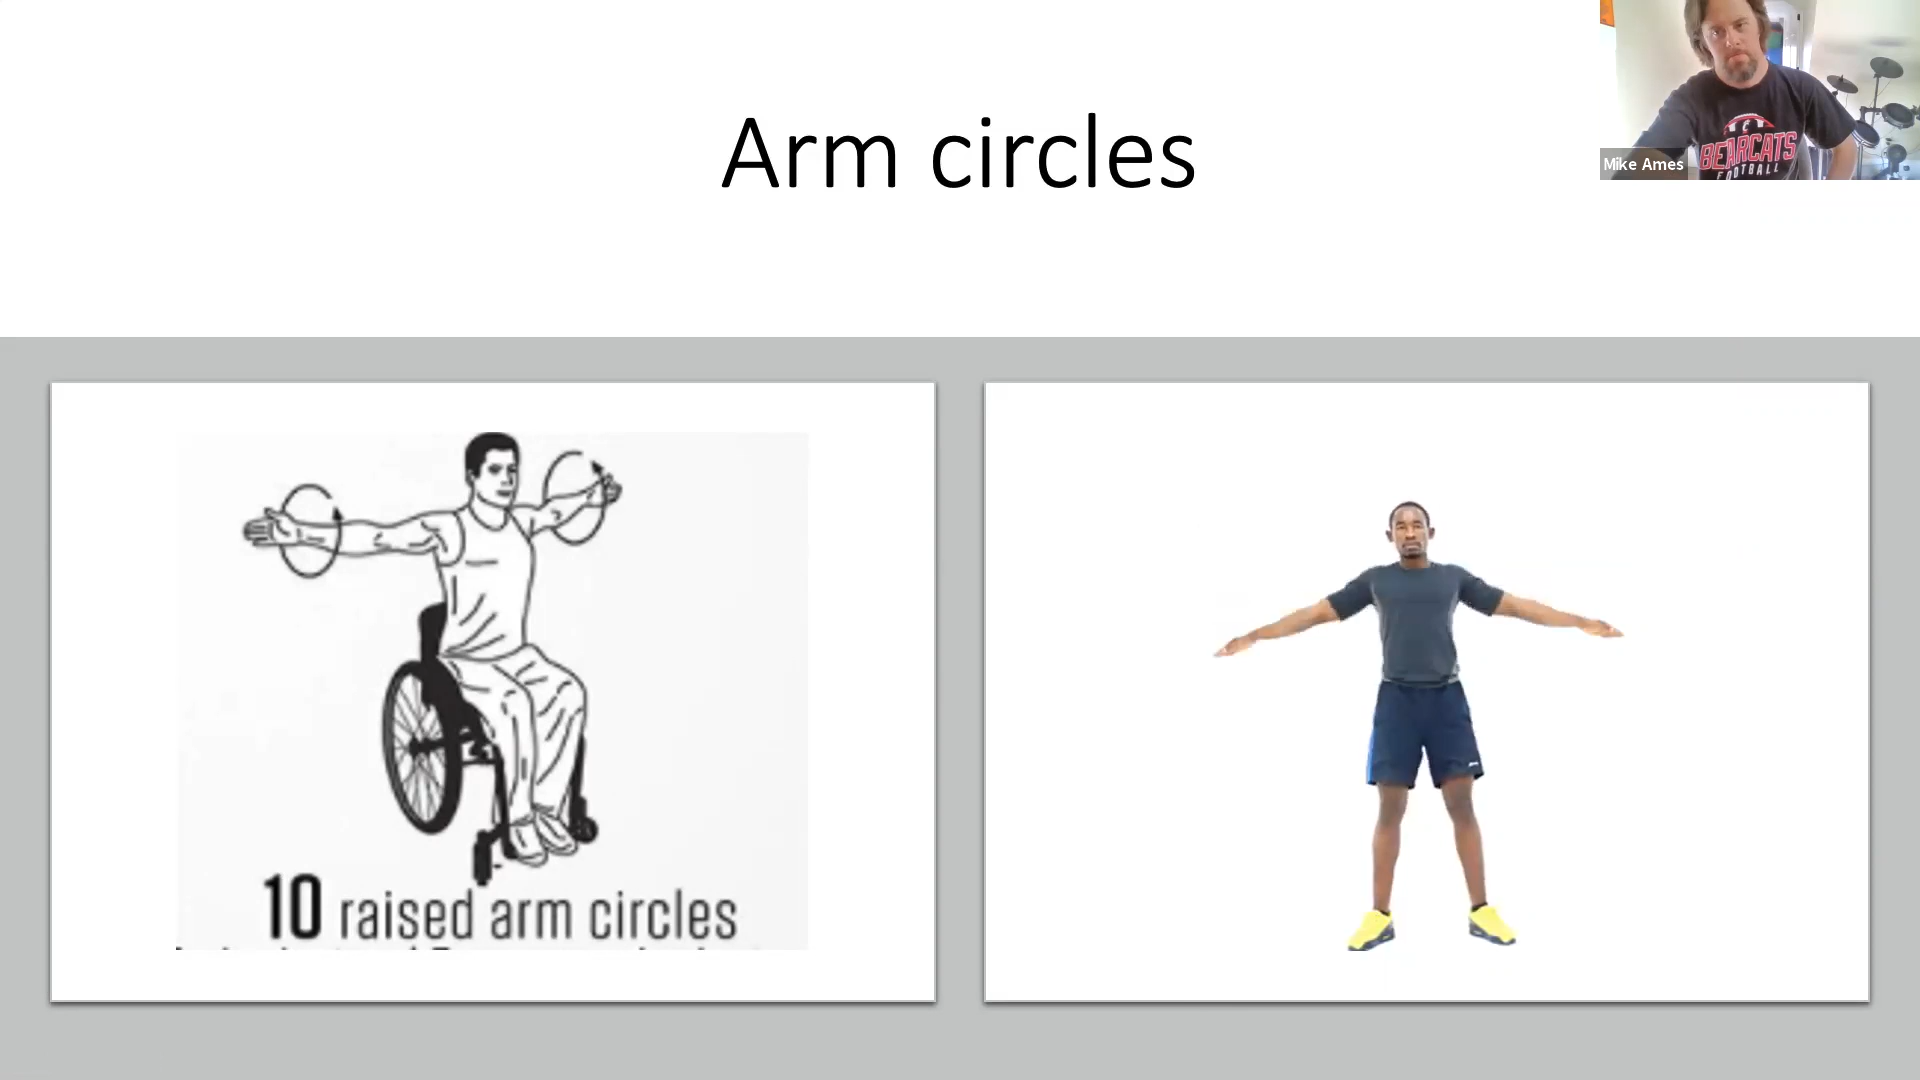 Arm circles
BEARCATS
FOOTBALL
Mike Ames
10 raised arm circles